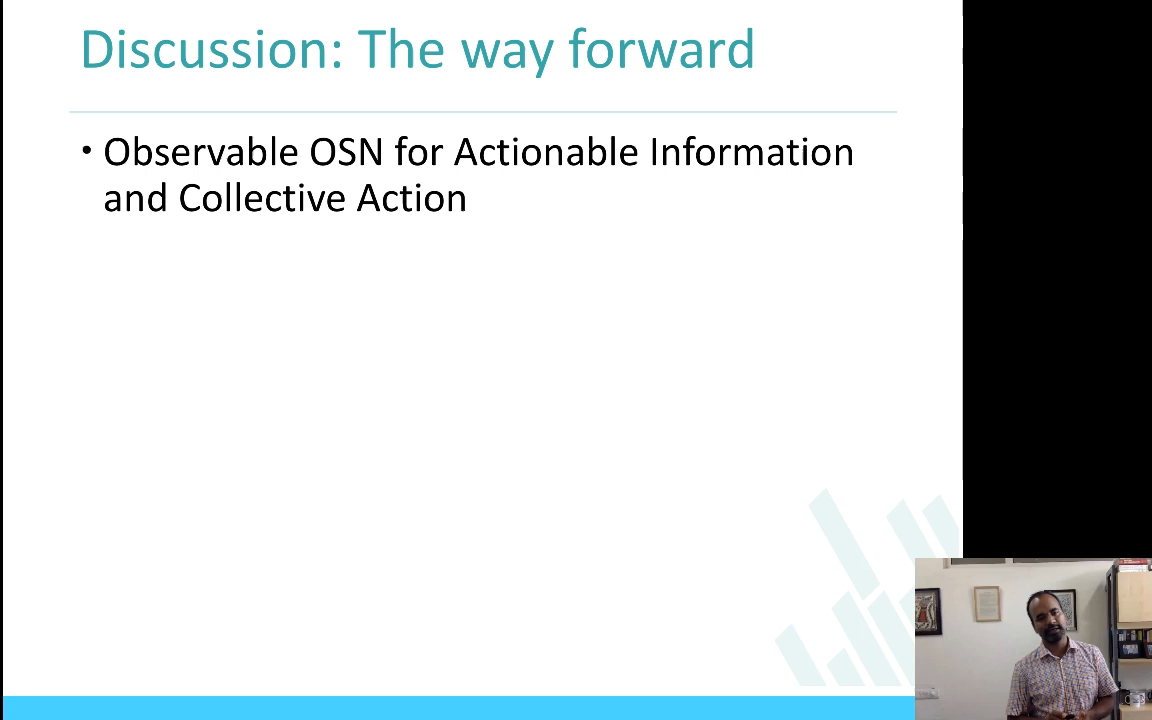 Discussion: The way forward
• Observable OSN for Actionable Information
and Collective Action